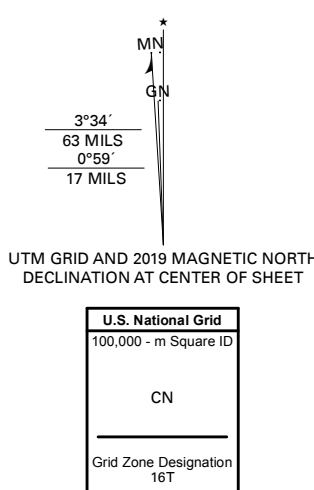 ★
MN
GN
3°34´
63 MILS
0°59´
17 MILS
UTM GRID AND 2019 MAGNETIC NORTH
DECLINATION AT CENTER OF SHEET
U.S. National Grid
100,000 - m Square ID
CN
Grid Zone Designation
16T